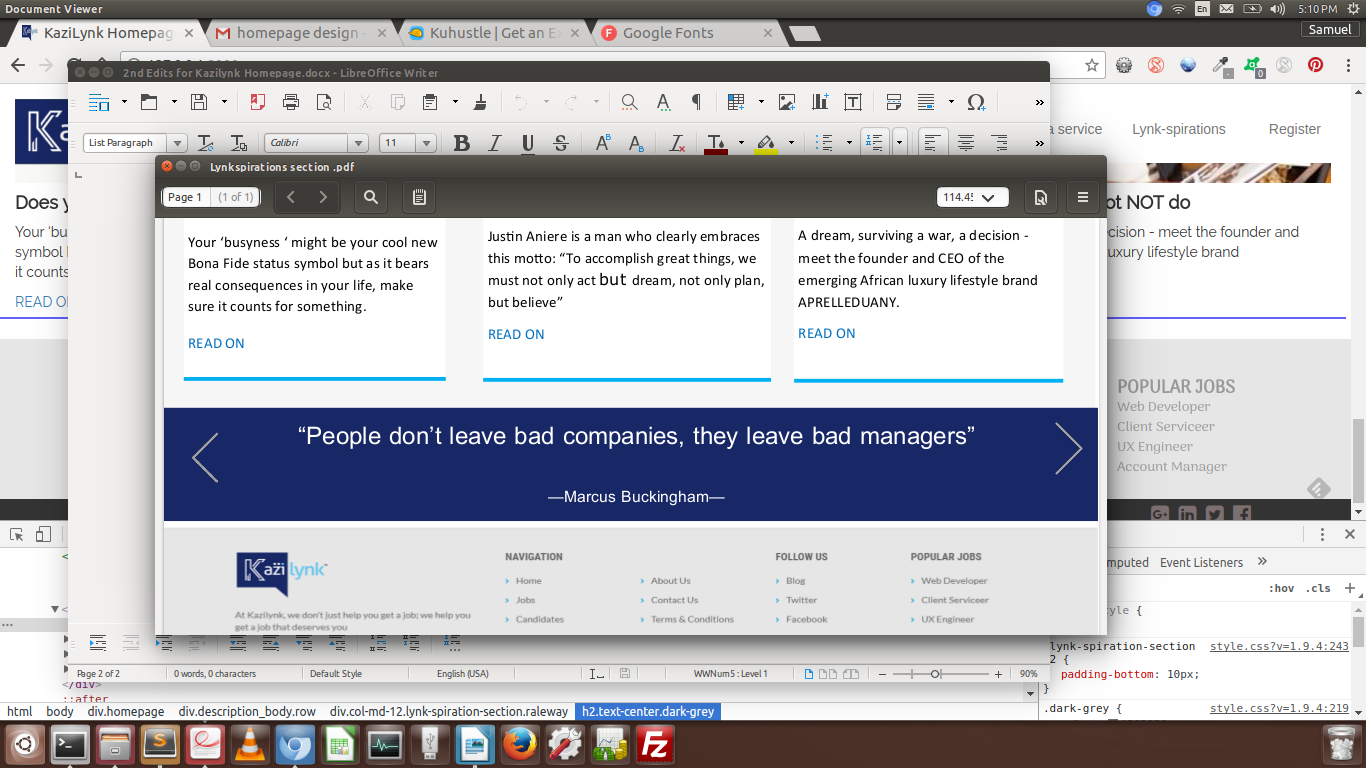 Document Viewer
En
5:10 PM
KaziLynk Homepag
homepage design -
Kuhustle | Get an E
Google Fonts
Samuel
2nd Edits for Kazilynk Homepage.docx - LibreOffice Writer
List Paragraph
Calibri
11
a service
Lynk-spirations
Register
Lynkspirations section .pdf
Page 1
(1 of 1)
114.45
Does y
Your ‘bu
symbol l
it counts
READ O
ot NOT do
cision - meet the founder and
uxury lifestyle brand
Your ‘busyness ‘ might be your cool new
Bona Fide status symbol but as it bears
real consequences in your life, make
sure it counts for something.
READ ON
Justin Aniere is a man who clearly embraces
this motto: “To accomplish great things, we
must not only act but dream, not only plan,
but believe”
READ ON
A dream, surviving a war, a decision -
meet the founder and CEO of the
emerging African luxury lifestyle brand
APRELLEDUANY.
READ ON
“People don’t leave bad companies, they leave bad managers”
—Marcus Buckingham—
Kazilynk
At Kazilynk, we don't just help you get a job; we help you
get a job that deserves you
NAVIGATION
Home
Jobs
Candidates
About Us
Contact Us
Terms & Conditions
FOLLOW US
Blog
Twitter
Facebook
POPULAR JOBS
Web Developer
Client Serviceer
UX Engineer
POPULAR JOBS
Web Developer
Client Serviceer
UX Engineer
Account Manager
mputed
Event Listeners
:hov
.cls
style {
lynk-spiration-section
style.css?v=1.9.4:243
2 {
padding-bottom: 10px;
}
.dark-grey {
style.css?v=1.9.4:219
Page 2 of 2
0 words, 0 characters
Default Style
English (USA)
WWNum5 : Level 1
90%
</div>
::after
html
body
div.homepage
div.description_body.row
div.col-md-12.lynk-spiration-section.raleway
h2.text-center.dark-grey